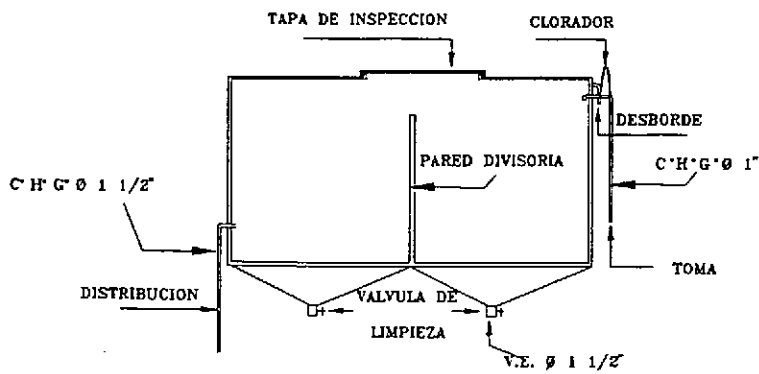 TAPA DE INSPECCION
CLORADOR
DESBORDE
PARED DIVISORIA
C°H°G°Ø 1"
C°H°G°Ø 1 1/2"
TOMA
DISTRIBUCION
VALVULA DE
LIMPIEZA
V.E. Ø 1 1/2"